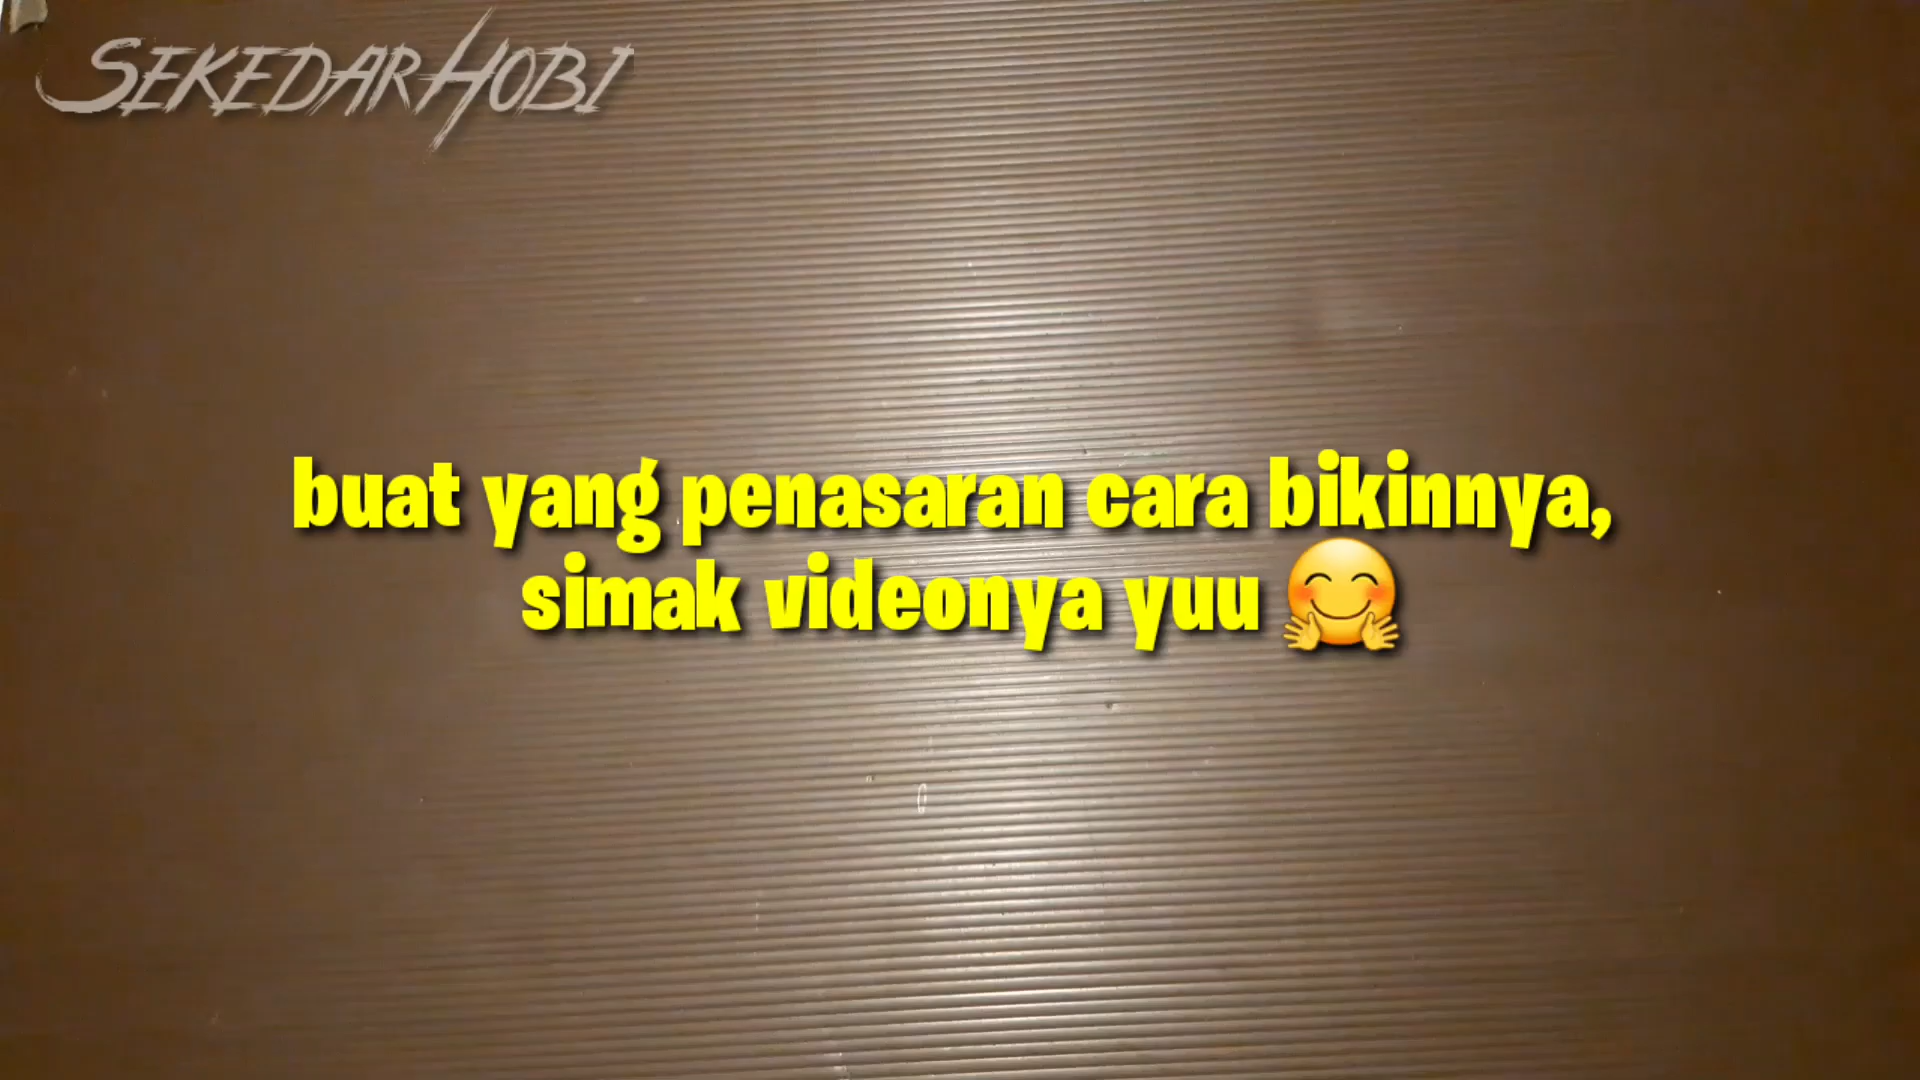 SEKEDAR HOBI
buat yang penasaran cara bikinnya,
simak videonya yuu 🤗